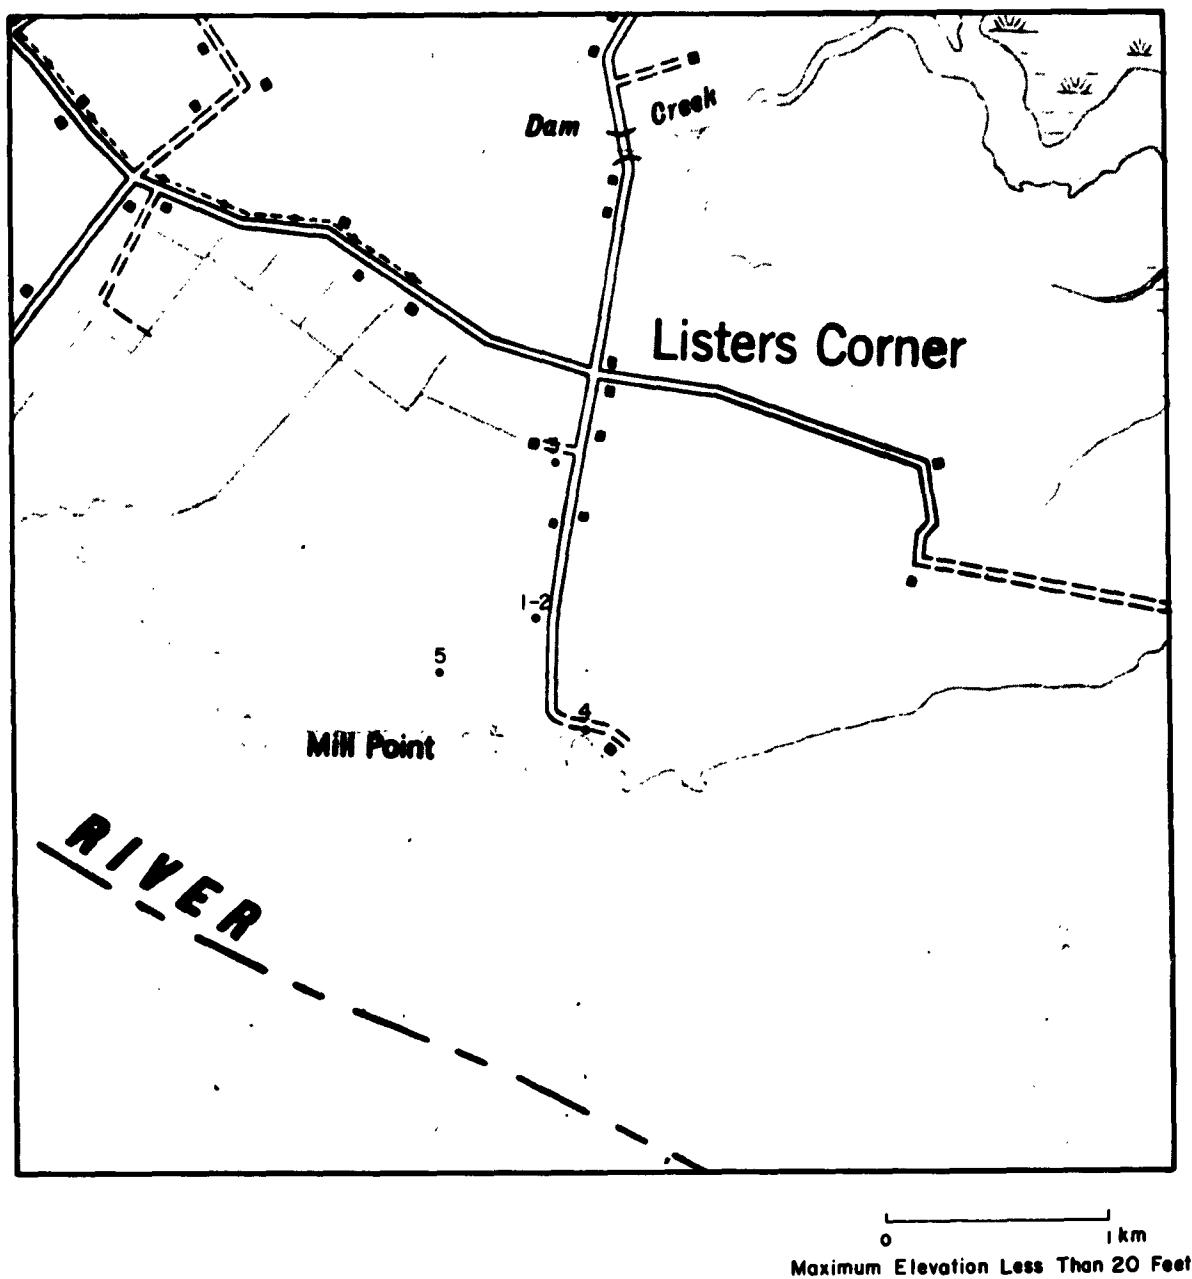 Dam Creek
Listers Corner
3
1-2
5
4
Mill Point
RIVER
0 1 km
Maximum Elevation Less Than 20 Feet